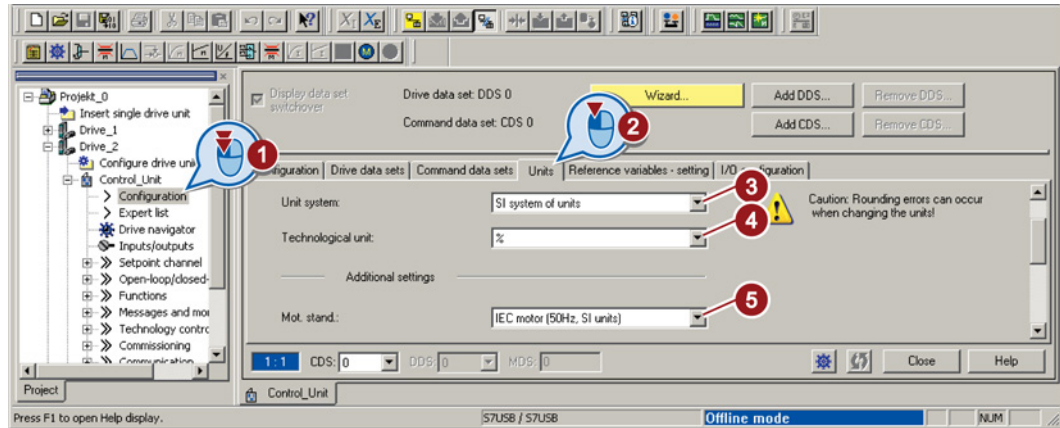 Projekt_0
Insert single drive unit
Drive_1
Drive_2
Configure drive uni
Control_Unit
Configuration
Expert list
Drive navigator
Inputs/outputs
Setpoint channel
Open-loop/closed-
Functions
Messages and mon
Technology contro
Commissioning
Communication
Project
1
Display data set switchover
Drive data set: DDS 0
Wizard...
Add DDS...
Remove DDS...
Command data set: CDS 0
Add CDS...
Remove CDS...
2
Configuration Drive data sets Command data sets Units Reference variables - setting I/O configuration
Unit system:
SI system of units
3
Caution: Rounding errors can occur
when changing the units!
Technological unit:
%
4
Additional settings
Mot. stand.:
IEC motor (50Hz, SI units)
5
1:1 CDS: 0 DDS: 0 MDS: 0 Close Help
Control_Unit
Press F1 to open Help display. S7USB / S7USB Offline mode NUM